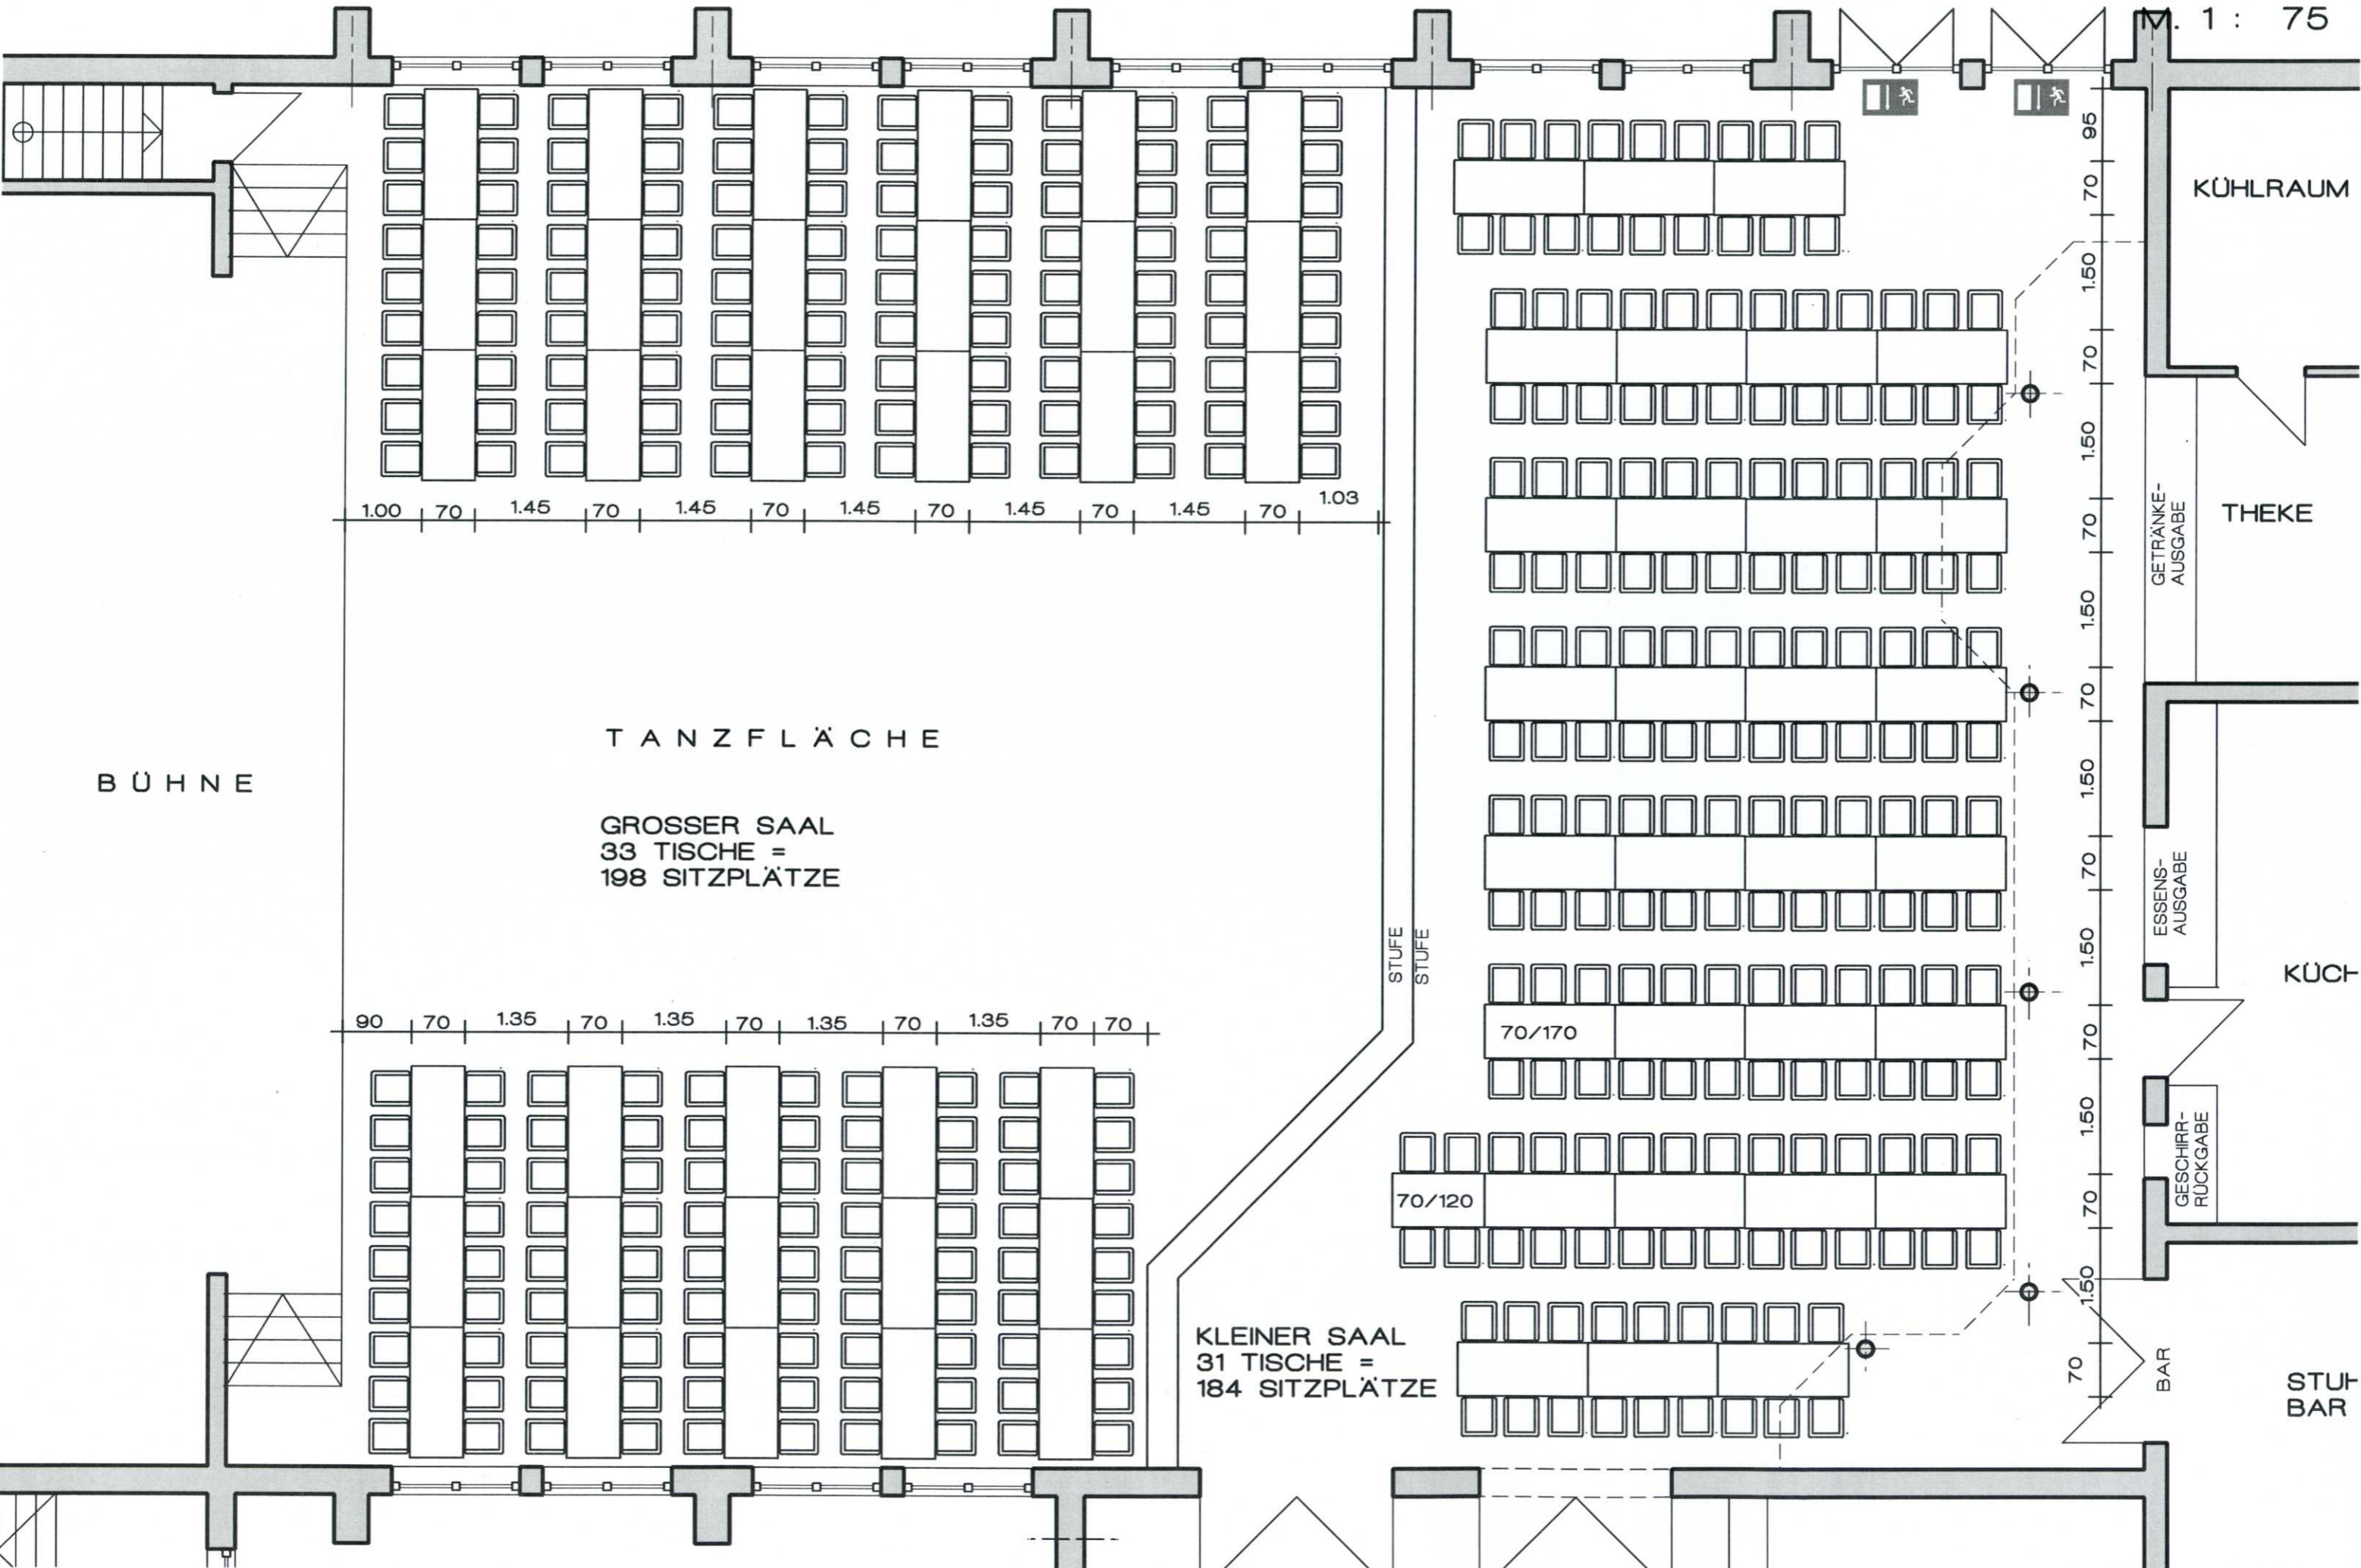 M. 1 : 75
KÜHLRAUM
95
70
1.50
70
1.50
70
1.50
70
1.50
70
1.50
70
1.50
70
1.50
70
1.00 70 1.45 70 1.45 70 1.45 70 1.45 70 1.45 70 1.03
GETRÄNKE-
AUSGABE
THEKE
TANZFLÄCHE
BÜHNE
GROSSER SAAL
33 TISCHE =
198 SITZPLÄTZE
ESSENS-
AUSGABE
STUFE
STUFE
KÜCH
90 70 1.35 70 1.35 70 1.35 70 1.35 70 70
70/170
GESCHIRR-
RÜCKGABE
70/120
KLEINER SAAL
31 TISCHE =
184 SITZPLÄTZE
BAR
STUH
BAR